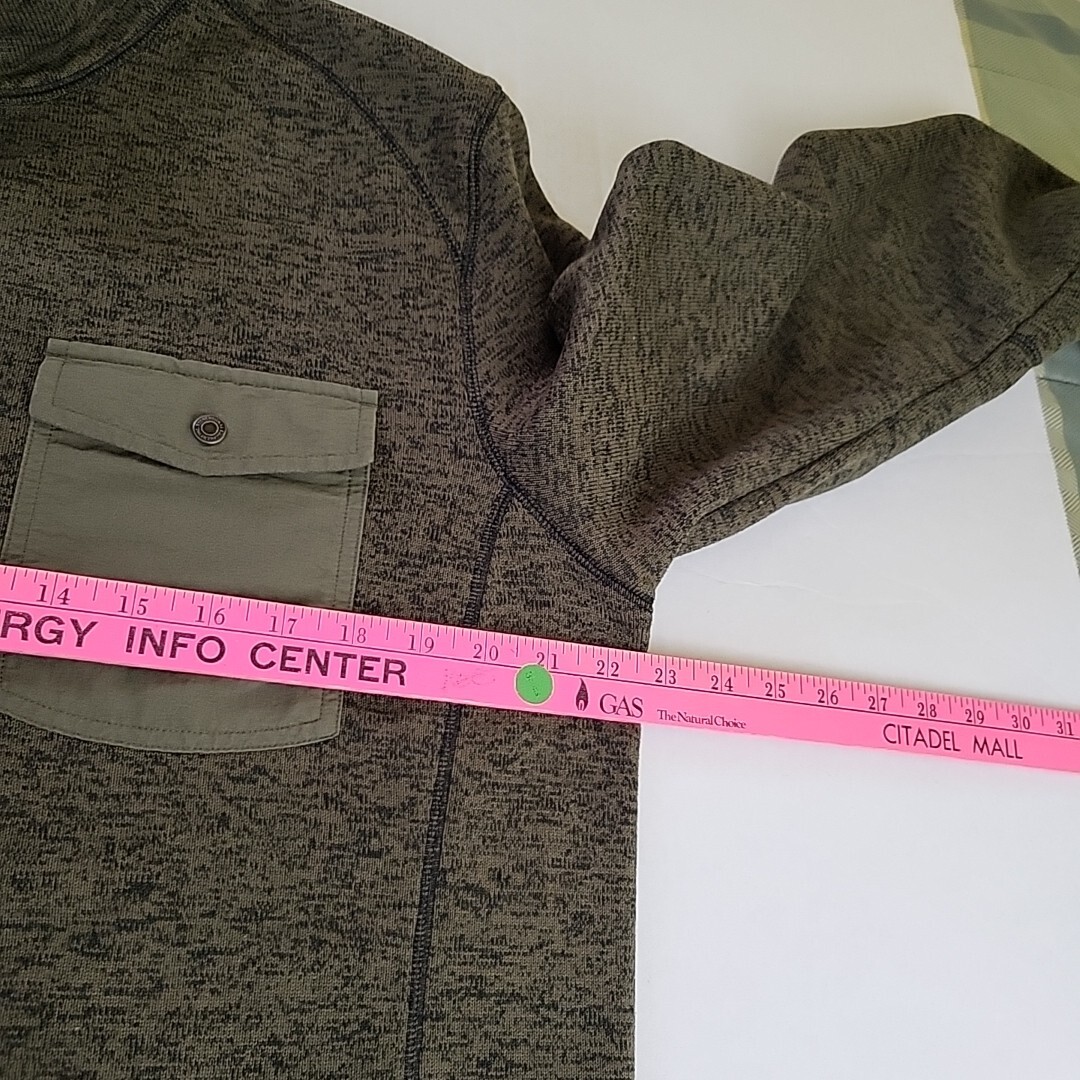 14 15 16 17 18 19 20 21 22 23 24 25 26 27 28 29 30 31
RGY INFO CENTER GAS The Natural Choice CITADEL MALL